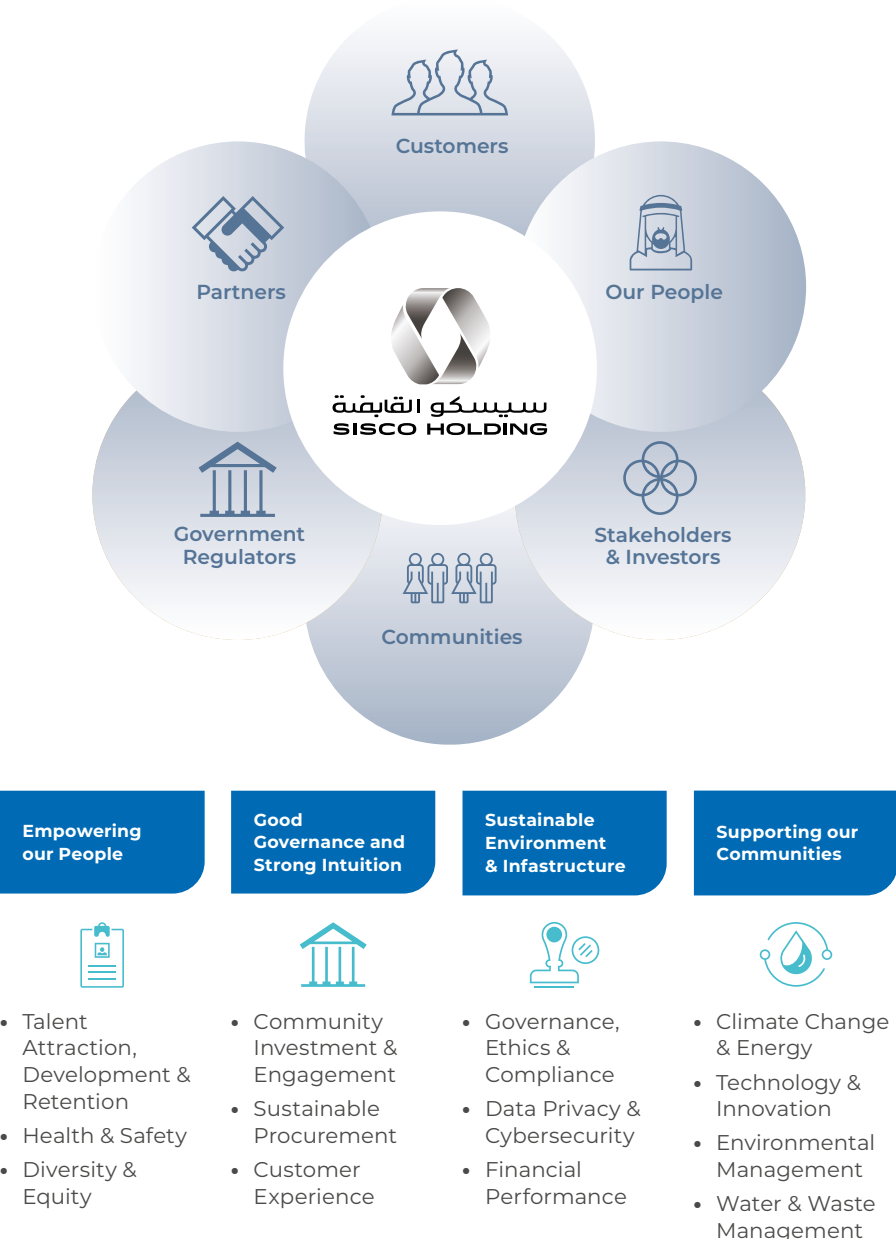 Customers
Partners
Our People
سيسكو القابضة
SISCO HOLDING
Government
Regulators
Stakeholders
& Investors
Communities
Empowering
our People
Good
Governance and
Strong Intuition
Sustainable
Environment
& Infastructure
Supporting our
Communities
• Talent
Attraction,
Development &
Retention
• Health & Safety
• Diversity &
Equity
• Community
Investment &
Engagement
• Sustainable
Procurement
• Customer
Experience
• Governance,
Ethics &
Compliance
• Data Privacy &
Cybersecurity
• Financial
Performance
• Climate Change
& Energy
• Technology &
Innovation
• Environmental
Management
• Water & Waste
Management